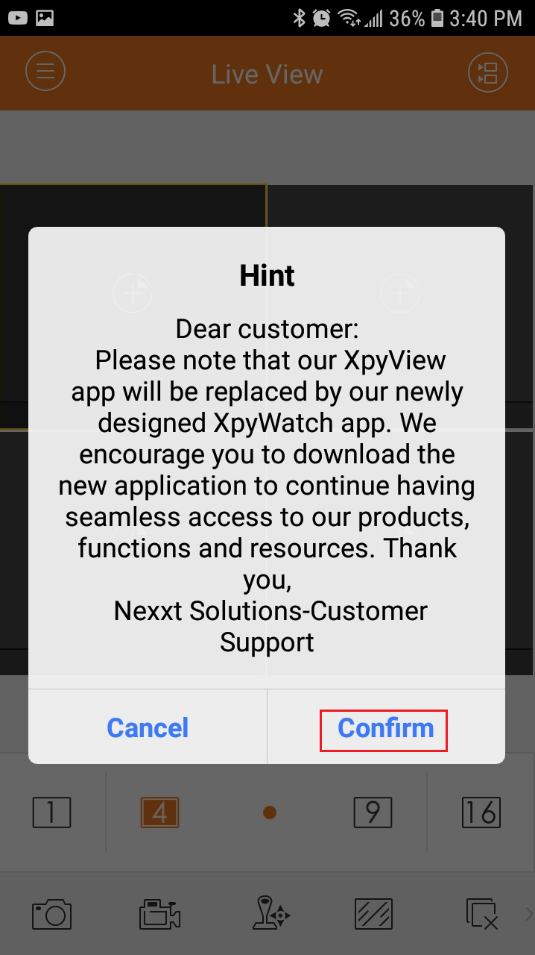 36% 3:40 PM
Live View
Hint
Dear customer:
Please note that our XpyView
app will be replaced by our newly
designed XpyWatch app. We
encourage you to download the
new application to continue having
seamless access to our products,
functions and resources. Thank
you,
Nexxt Solutions-Customer
Support
Cancel Confirm
1 4 9 16